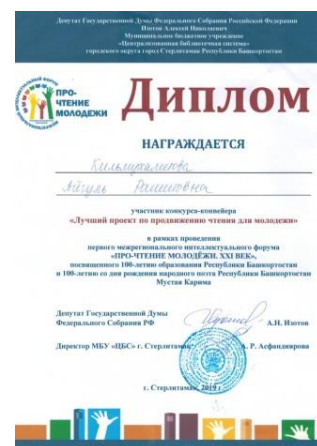 Депутат Государственной Думы Федерального Собрания Российской Федерации
Изотов Алексей Николаевич
Муниципальное бюджетное учреждение
«Централизованная библиотечная система»
городского округа город Стерлитамак Республики Башкортостан
ПРО-
ЧТЕНИЕ
МОЛОДЕЖИ
Диплом
НАГРАЖДАЕТСЯ
Айгуль
участник конкурса-конвейера
«Лучший проект по продвижению чтения для молодежи»
в рамках проведения
первого межрегионального интеллектуального форума
«ПРО-ЧТЕНИЕ МОЛОДЁЖИ. XXI ВЕК»,
посвященного 100-летию образования Республики Башкортостан
и 100-летию со дня рождения народного поэта Республики Башкортостан
Мустая Карима
Депутат Государственной Думы
Федерального Собрания РФ
А.Н. Изотов
Директор МБУ «ЦБС» г. Стерлитамак
А. Р. Асфандиярова
г. Стерлитамак, 2019 г.